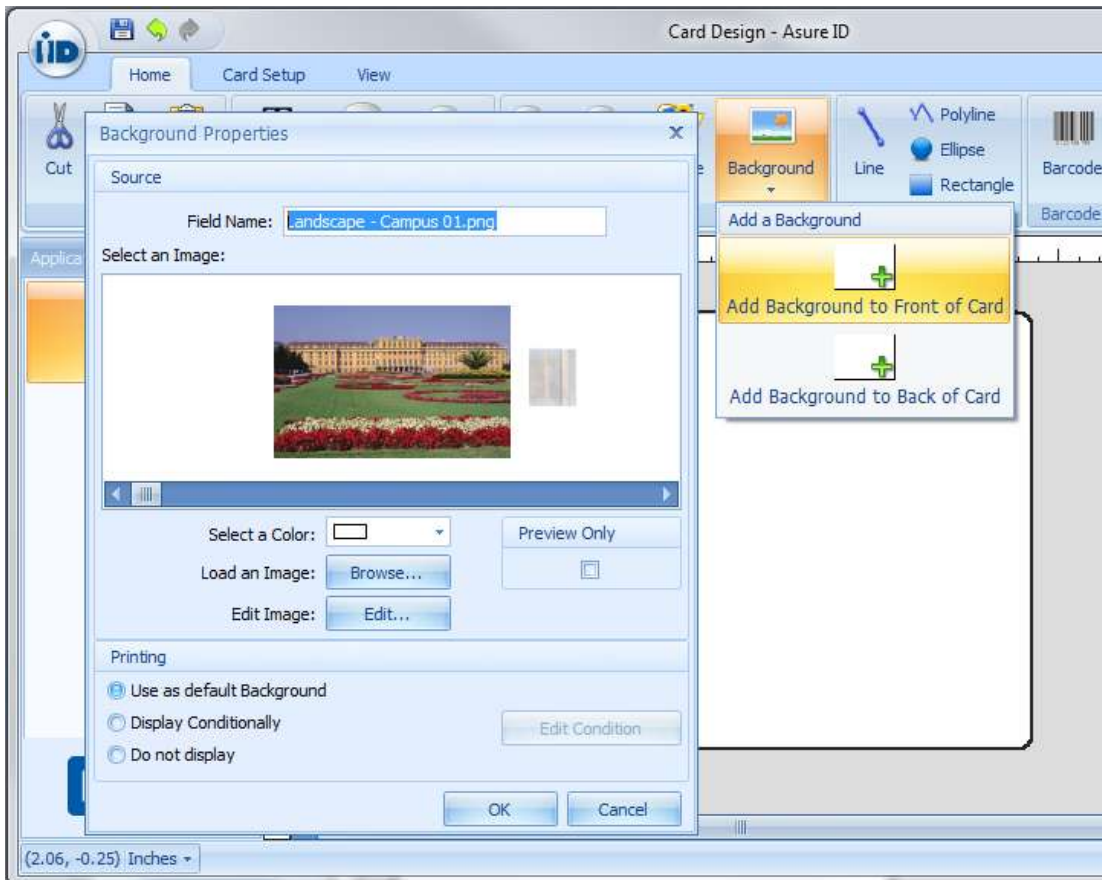 Card Design - Asure ID
iID
Home Card Setup View
Cut
Background
Line
Polyline
Ellipse
Rectangle
Barcode
Barcode
Background Properties x
Source
Field Name: Landscape - Campus 01.png
Select an Image:
Select a Color:
Preview Only
Load an Image: Browse...
Edit Image: Edit...
Printing
Use as default Background
Display Conditionally
Edit Condition
Do not display
OK Cancel
Add a Background
Add Background to Front of Card
Add Background to Back of Card
(2.06, -0.25) Inches